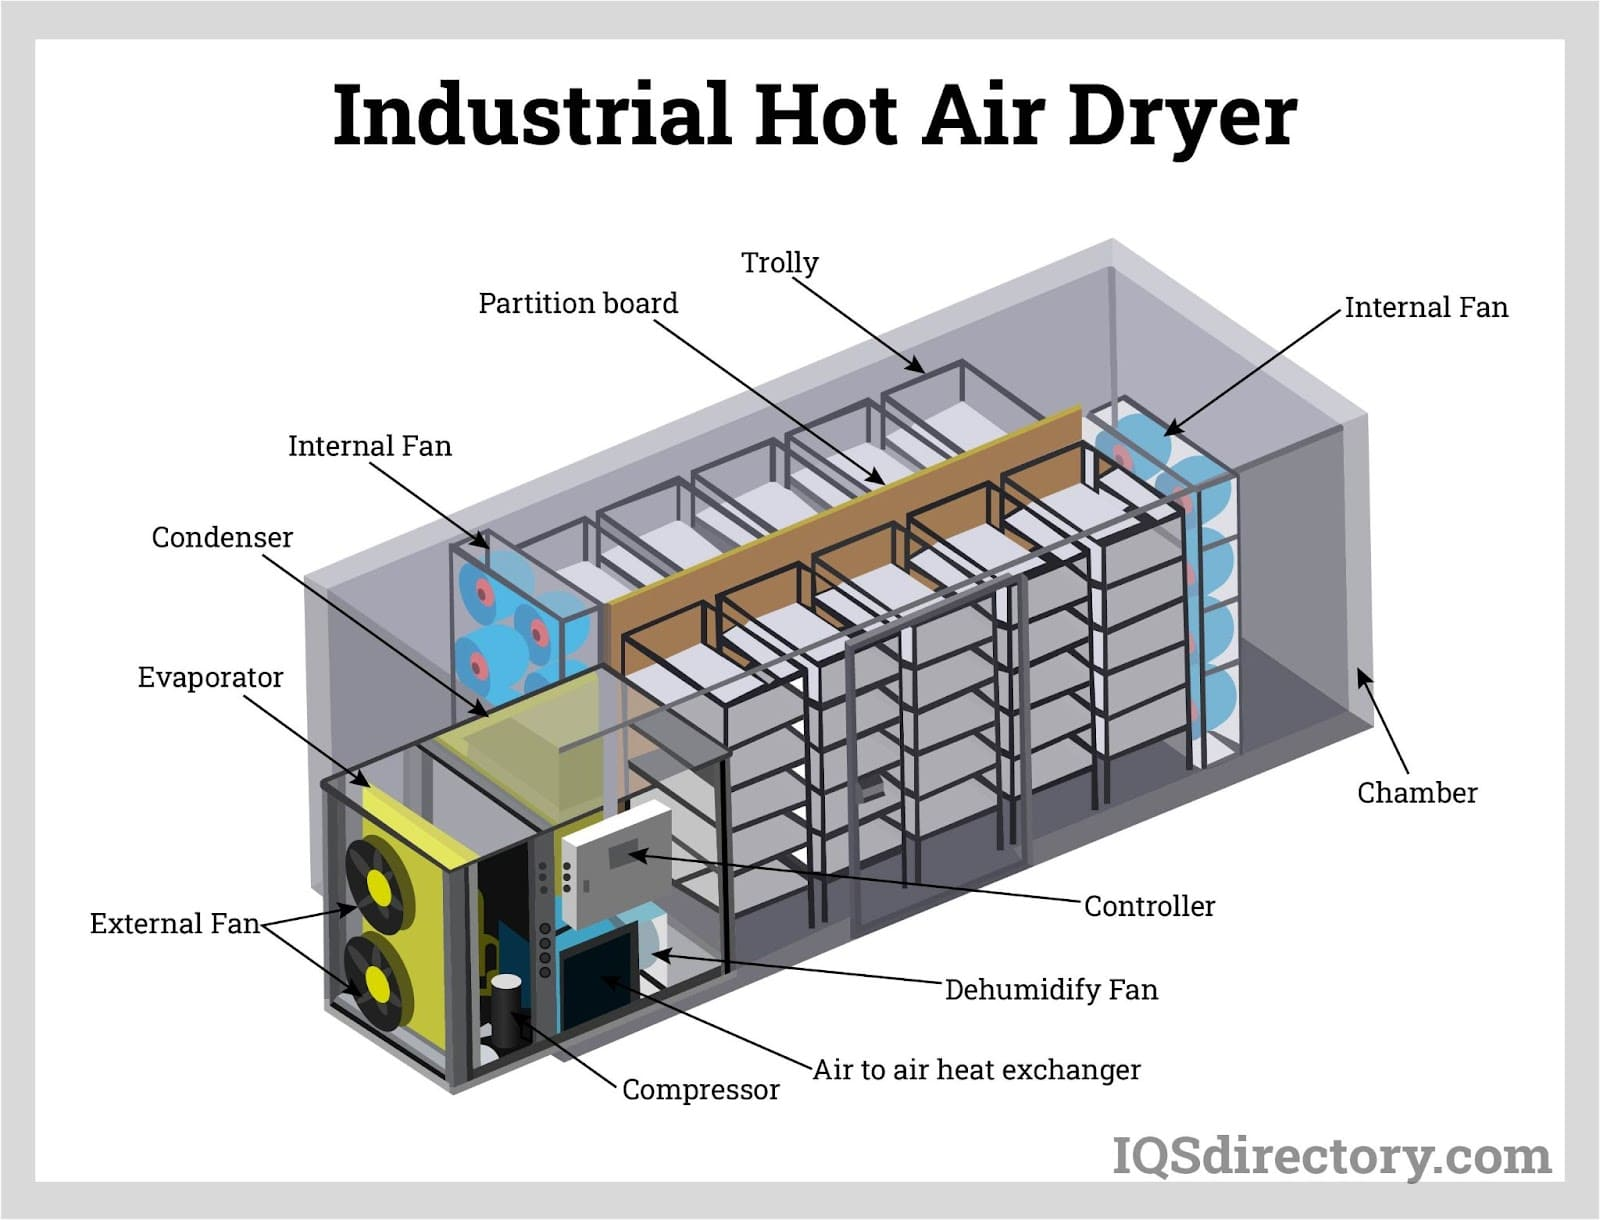 Industrial Hot Air Dryer
Trolly
Partition board
Internal Fan
Internal Fan
Condenser
Evaporator
Chamber
Controller
External Fan
Dehumidify Fan
Air to air heat exchanger
Compressor
IQSdirectory.com